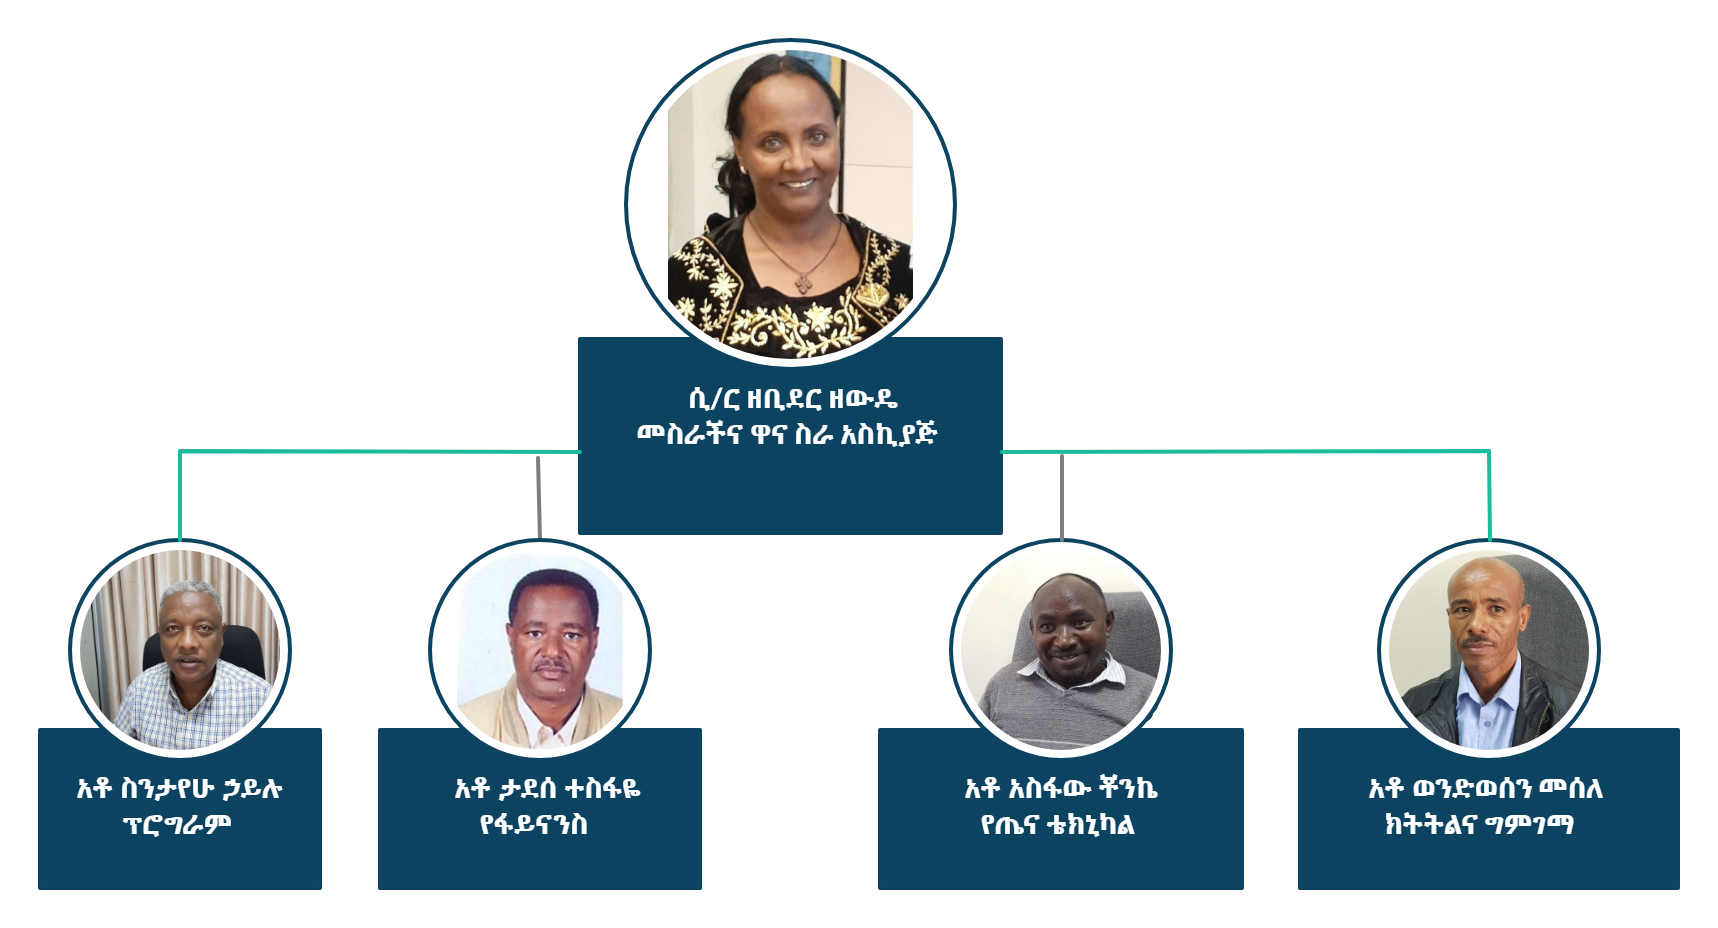 ሲ/ር ዘቢደር ዘውዴ
መስራችና ዋና ስራ አስኪያጅ
አቶ ስንታየሁ ኃይሉ
ፕሮግራም
አቶ ታደሰ ተስፋዬ
የፋይናንስ
አቶ አስፋው ቾንኬ
የጤና ቴክኒካል
አቶ ወንድወሰን መሰለ
ክትትልና ግምገማ